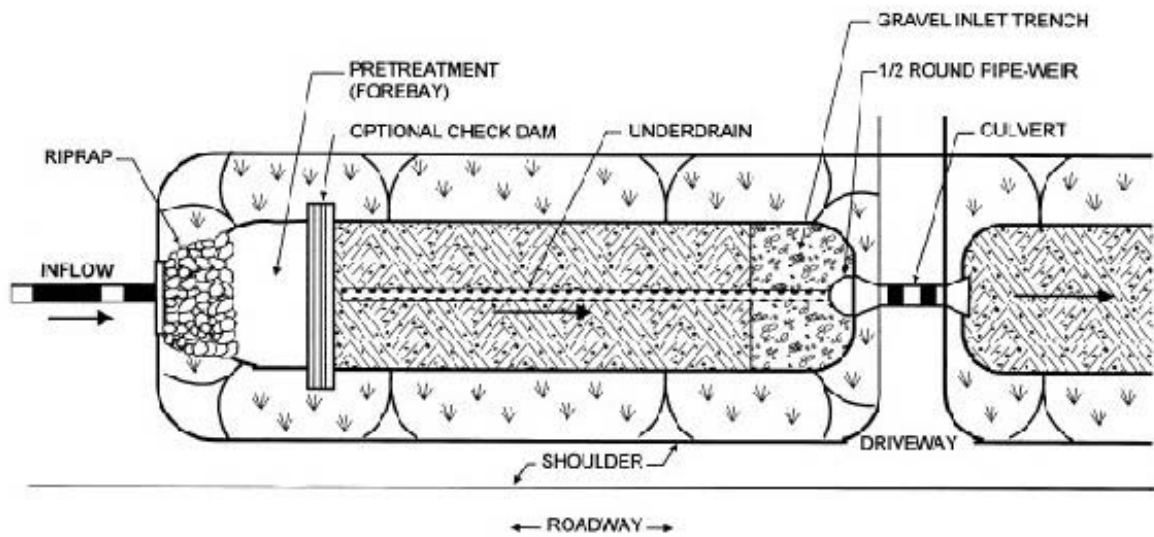 GRAVEL INLET TRENCH
PRETREATMENT
(FOREBAY)
1/2 ROUND PIPE-WEIR
OPTIONAL CHECK DAM
UNDERDRAIN
CULVERT
RIPRAP
INFLOW
DRIVEWAY
SHOULDER
ROADWAY